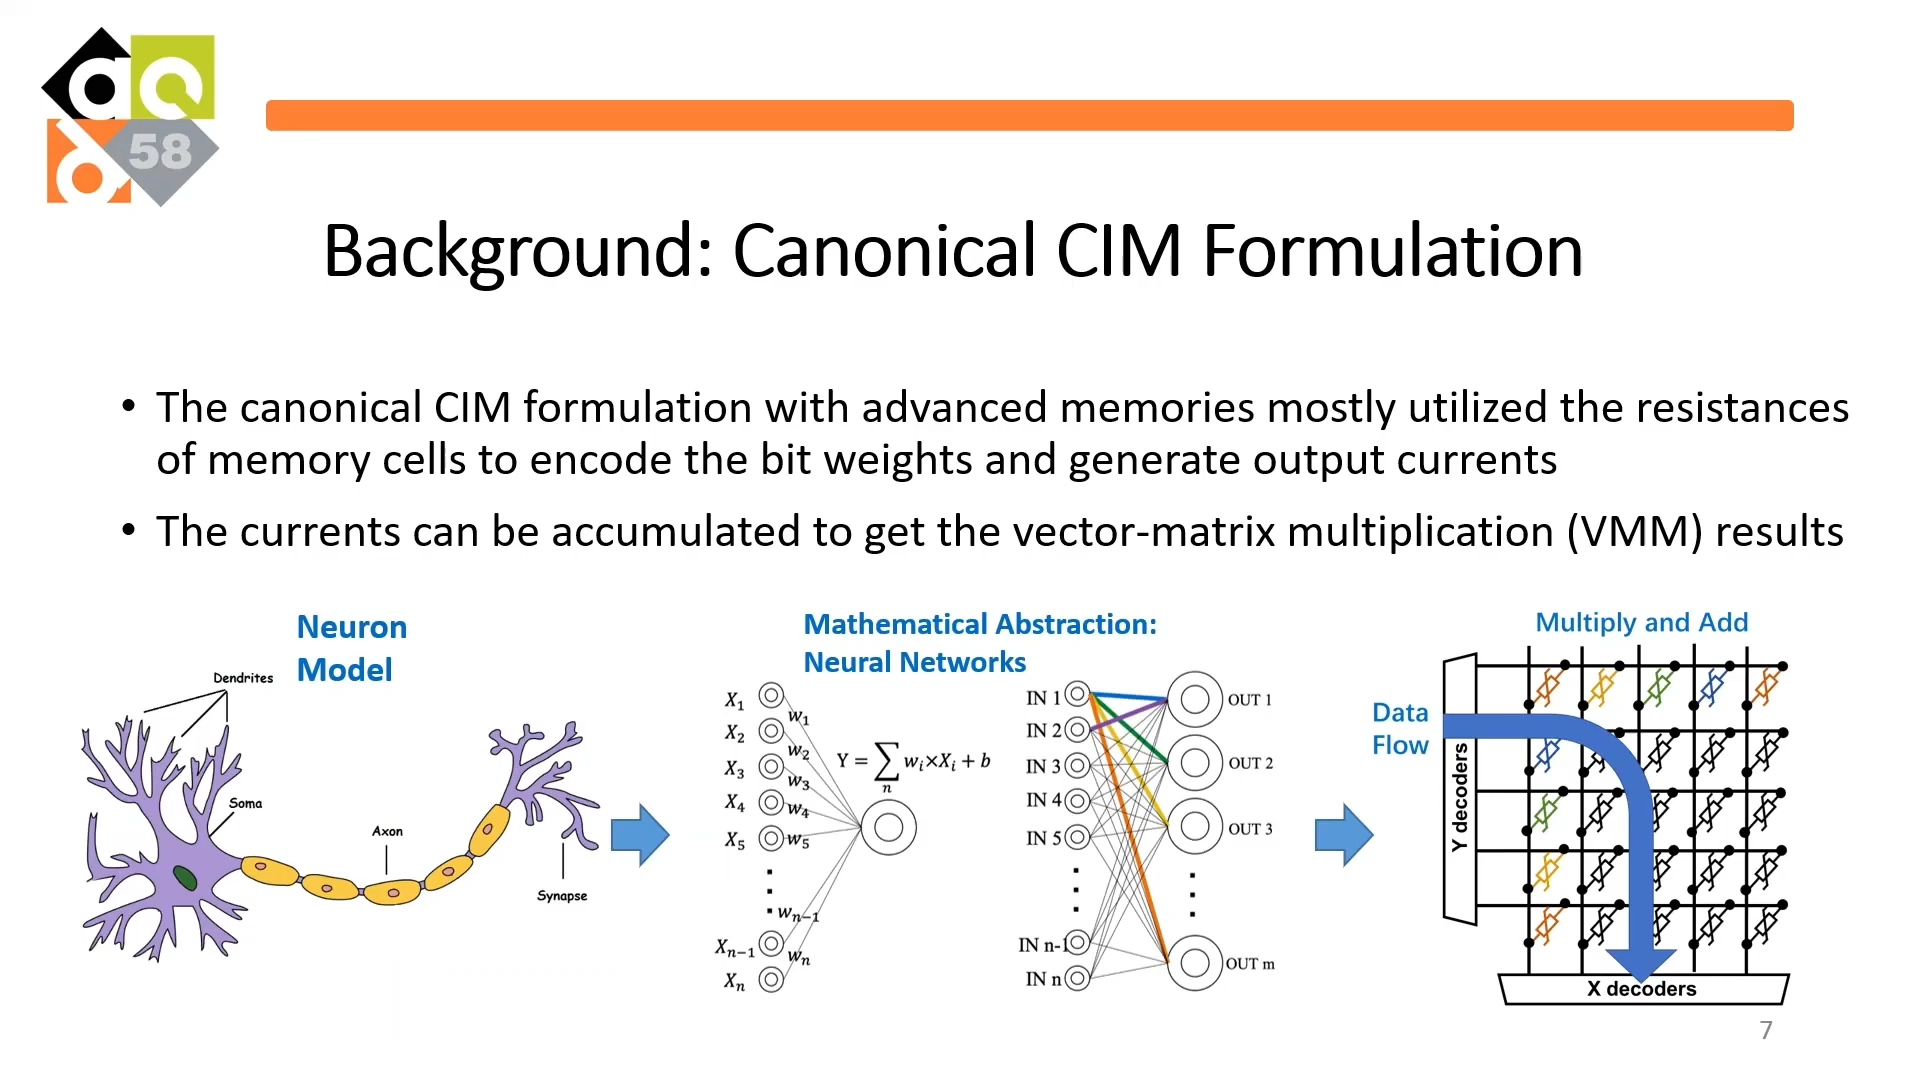 58
Background: Canonical CIM Formulation
• The canonical CIM formulation with advanced memories mostly utilized the resistances
of memory cells to encode the bit weights and generate output currents
• The currents can be accumulated to get the vector-matrix multiplication (VMM) results
Neuron
Model
Dendrites
Soma
Axon
Synapse
Mathematical Abstraction:
Neural Networks
X₁
X₂
X₃
X₄
X₅
Xₙ₋₁
Xₙ
w₁
w₂
w₃
w₄
w₅
wₙ₋₁
wₙ
Y = ∑ₙ wᵢ×Xᵢ + b
IN 1
IN 2
IN 3
IN 4
IN 5
IN n-1
IN n
OUT 1
OUT 2
OUT 3
OUT m
Multiply and Add
Data
Flow
Y decoders
X decoders
7